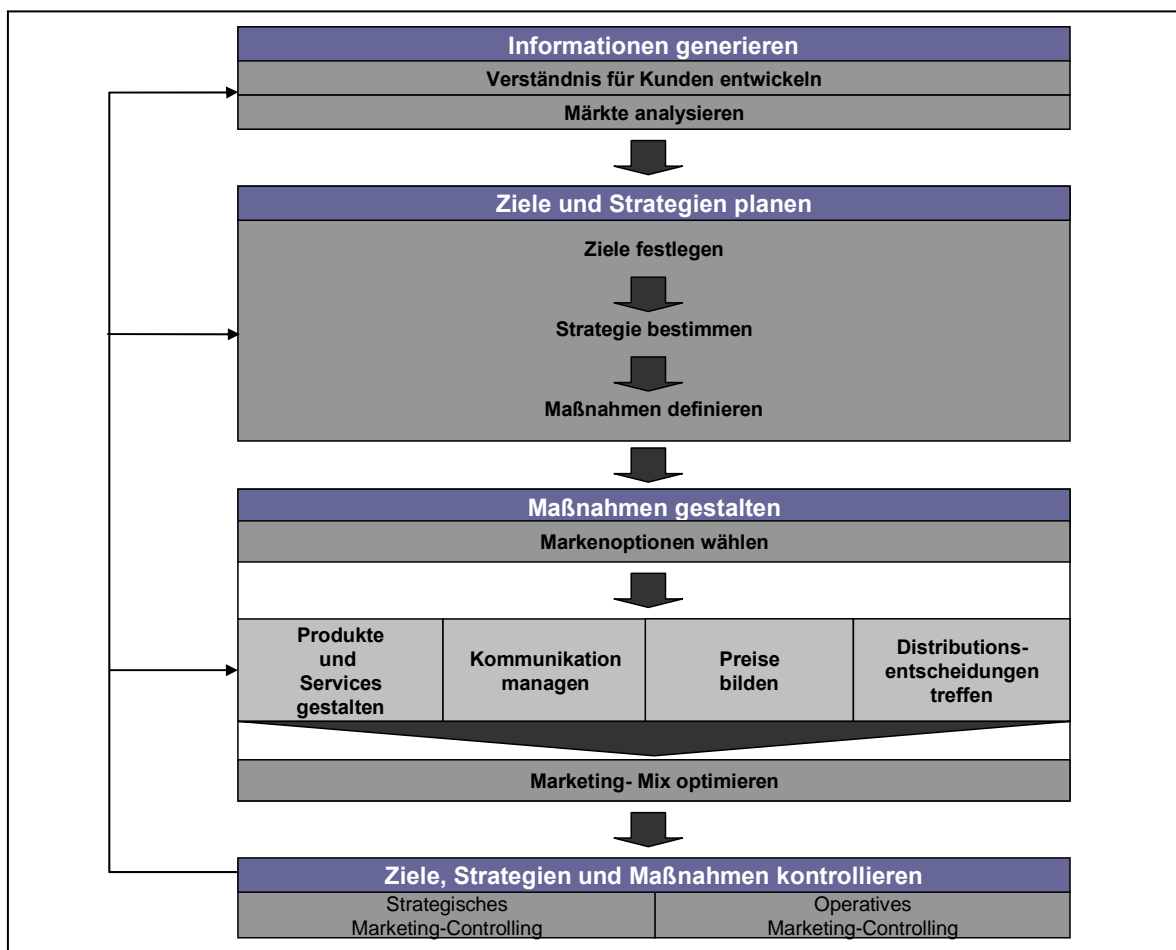 Informationen generieren
Verständnis für Kunden entwickeln
Märkte analysieren
Ziele und Strategien planen
Ziele festlegen
Strategie bestimmen
Maßnahmen definieren
Maßnahmen gestalten
Markenoptionen wählen
Produkte
und
Services
gestalten
Kommunikation
managen
Preise
bilden
Distributions-
entscheidungen
treffen
Marketing- Mix optimieren
Ziele, Strategien und Maßnahmen kontrollieren
Strategisches
Marketing-Controlling
Operatives
Marketing-Controlling